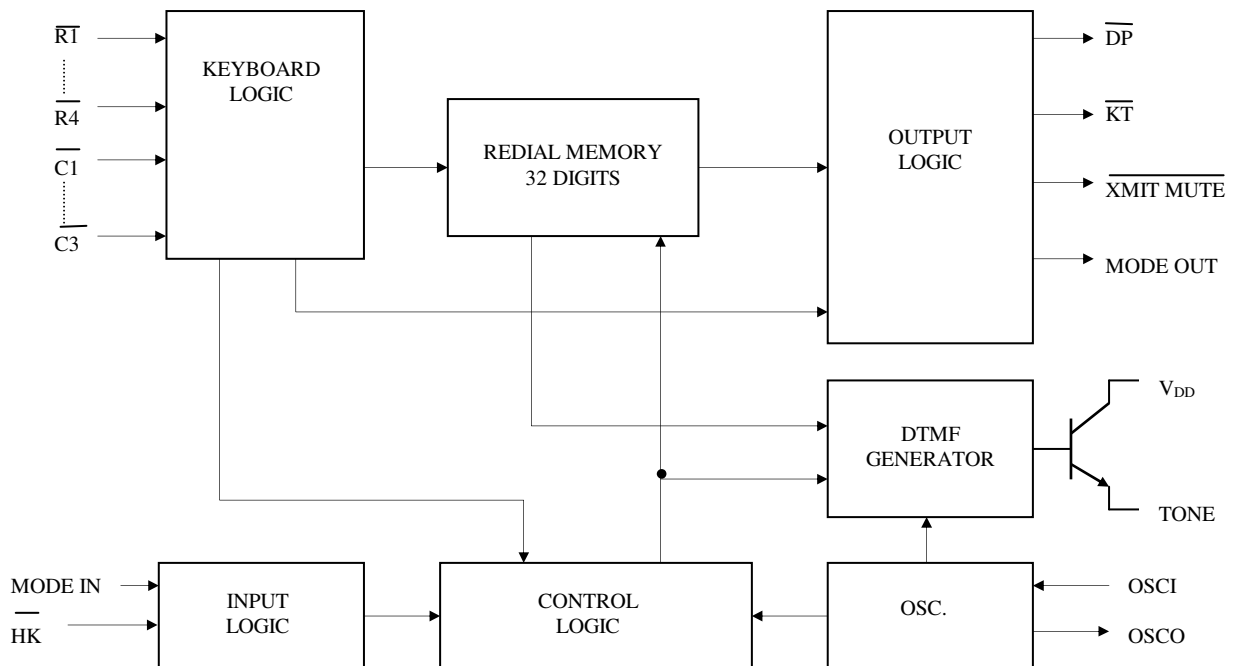 R1
R4
C1
C3
KEYBOARD
LOGIC
REDIAL MEMORY
32 DIGITS
OUTPUT
LOGIC
DP
KT
XMIT MUTE
MODE OUT
DTMF
GENERATOR
VDD
TONE
MODE IN
HK
INPUT
LOGIC
CONTROL
LOGIC
OSC.
OSCI
OSCO